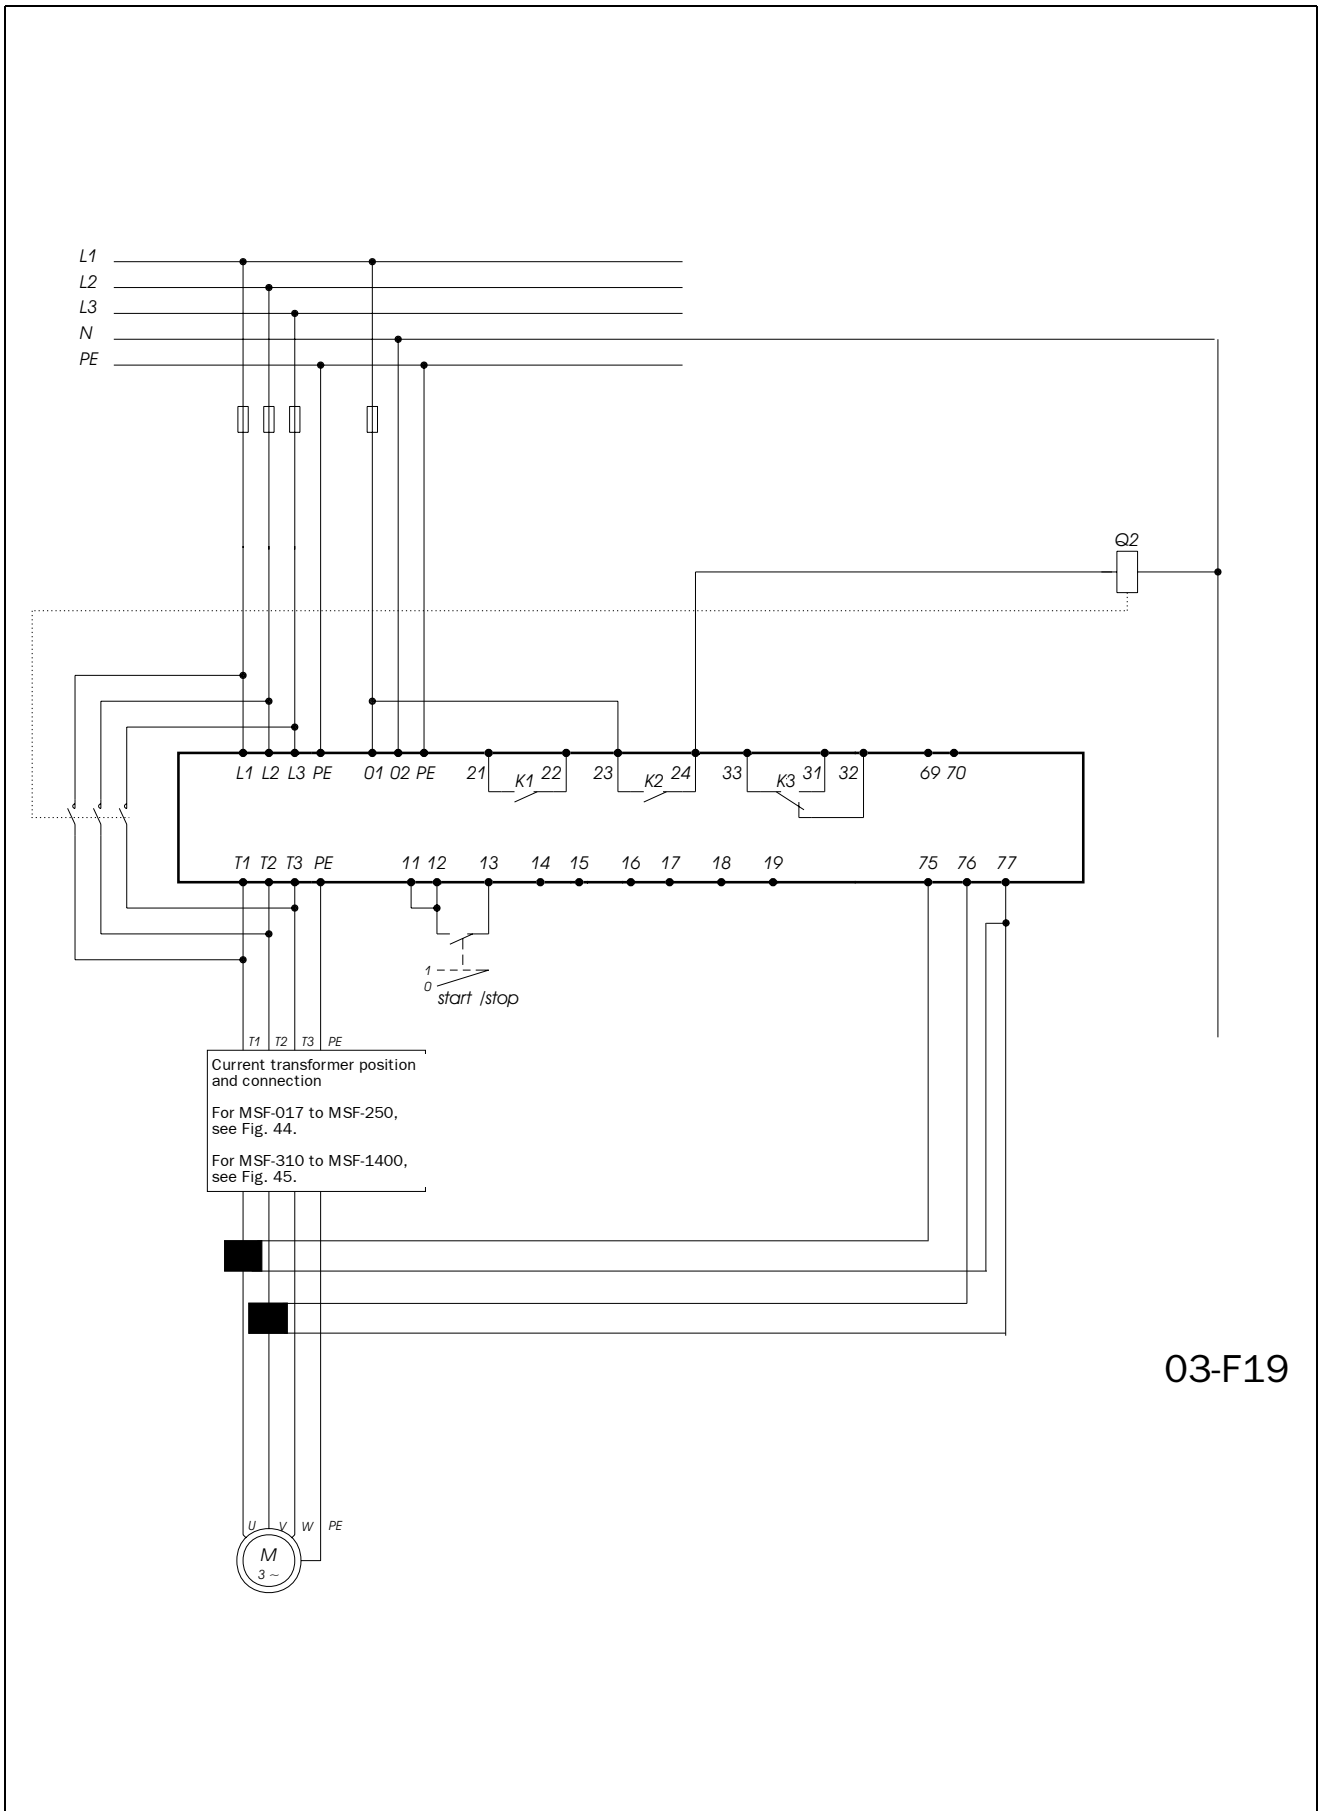 L1
L2
L3
N
PE
Q2
L1 L2 L3 PE 01 02 PE 21 K1 22 23 K2 24 33 K3 31 32 69 70
T1 T2 T3 PE 11 12 13 14 15 16 17 18 19 75 76 77
1
0
start /stop
T1 T2 T3 PE
Current transformer position
and connection
For MSF-017 to MSF-250,
see Fig. 44.
For MSF-310 to MSF-1400,
see Fig. 45.
03-F19
U V W PE
M
3 ~